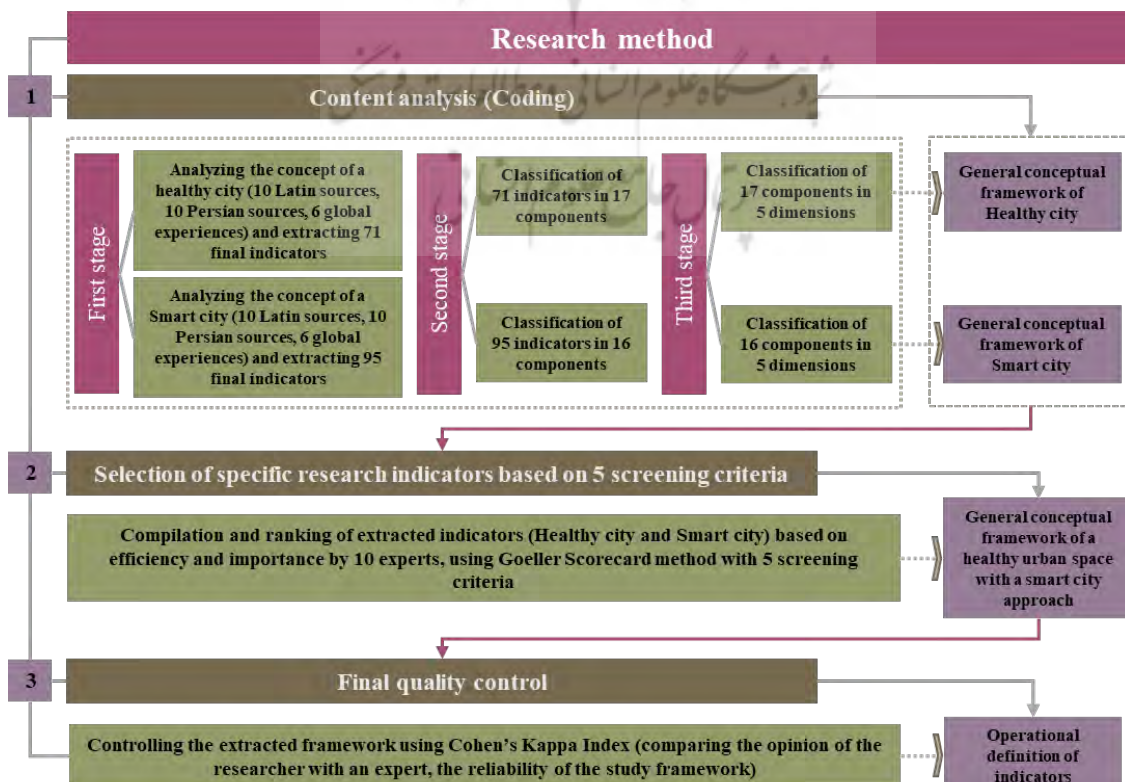 Research method
1
Content analysis (Coding)
First stage
Analyzing the concept of a
healthy city (10 Latin sources,
10 Persian sources, 6 global
experiences) and extracting 71
final indicators
Analyzing the concept of a
Smart city (10 Latin sources, 10
Persian sources, 6 global
experiences) and extracting 95
final indicators
Second stage
Classification of
71 indicators in 17
components
Classification of
95 indicators in 16
components
Third stage
Classification of
17 components in
5 dimensions
Classification of
16 components in
5 dimensions
General conceptual
framework of
Healthy city
General conceptual
framework of
Smart city
2
Selection of specific research indicators based on 5 screening criteria
Compilation and ranking of extracted indicators (Healthy city and Smart city) based on
efficiency and importance by 10 experts, using Goeller Scorecard method with 5 screening
criteria
General conceptual
framework of a
healthy urban space
with a smart city
approach
3
Final quality control
Controlling the extracted framework using Cohen's Kappa Index (comparing the opinion of the
researcher with an expert, the reliability of the study framework)
Operational
definition of
indicators
پژوهشگاه علوم انسانی و مطالعات فرهنگی
پرتال جامع علوم انسانی